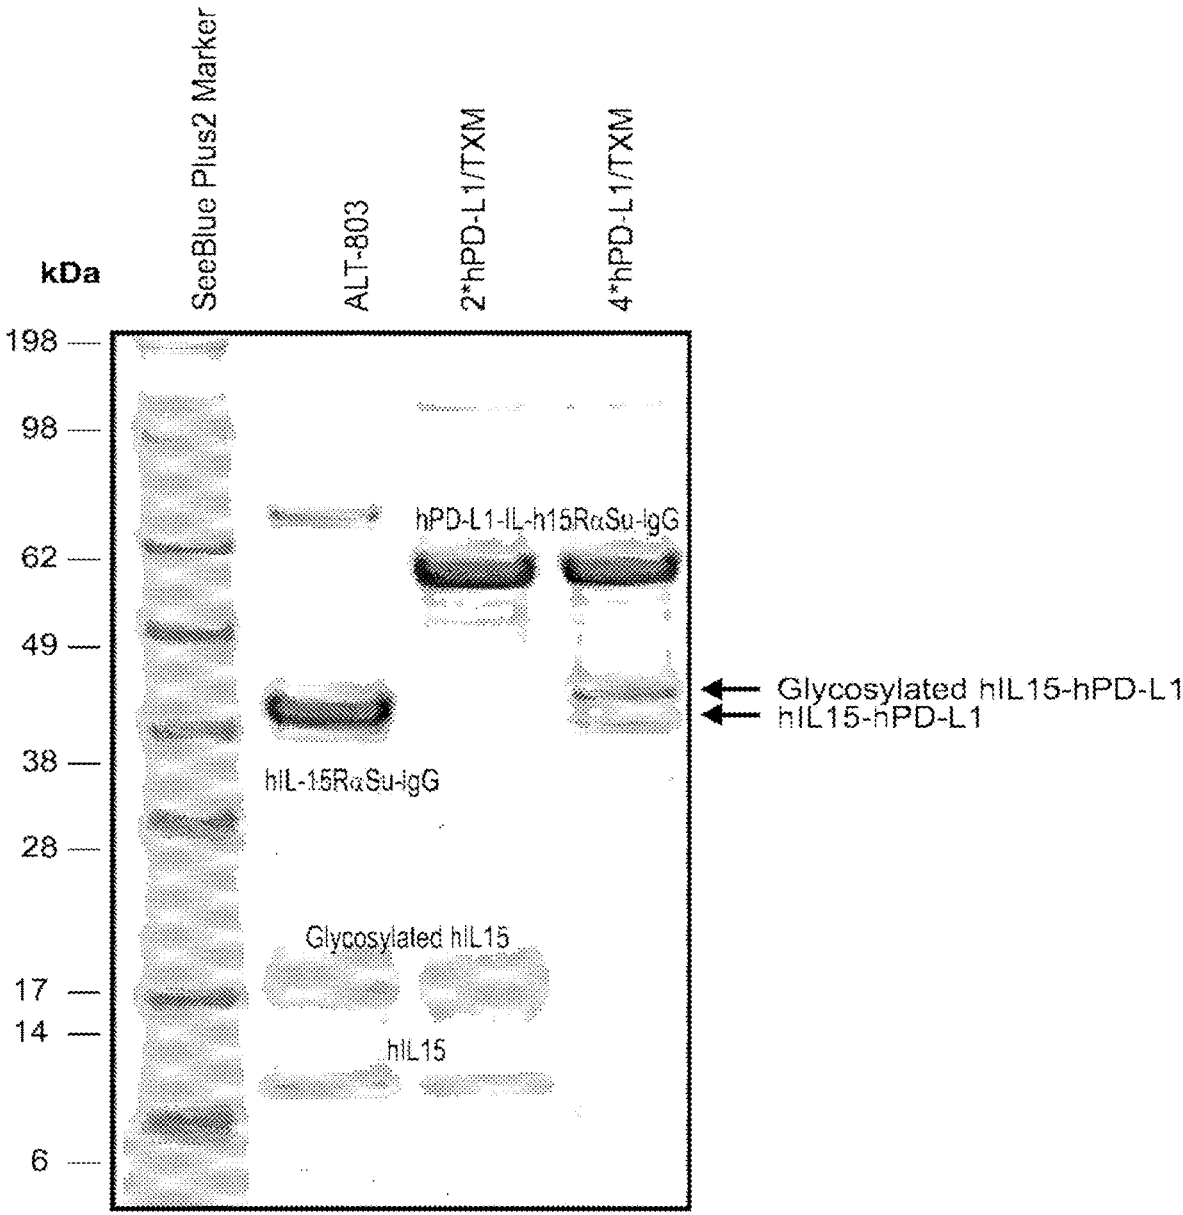 SeeBlue Plus2 Marker
ALT-803
2*hPD-L1/TXM
4*hPD-L1/TXM
kDa
198
98
hPD-L1-IL-h15RαSu-IgG
62
49
Glycosylated hIL15-hPD-L1
hIL15-hPD-L1
38
hIL-15RαSu-IgG
28
Glycosylated hIL15
17
14
hIL15
6